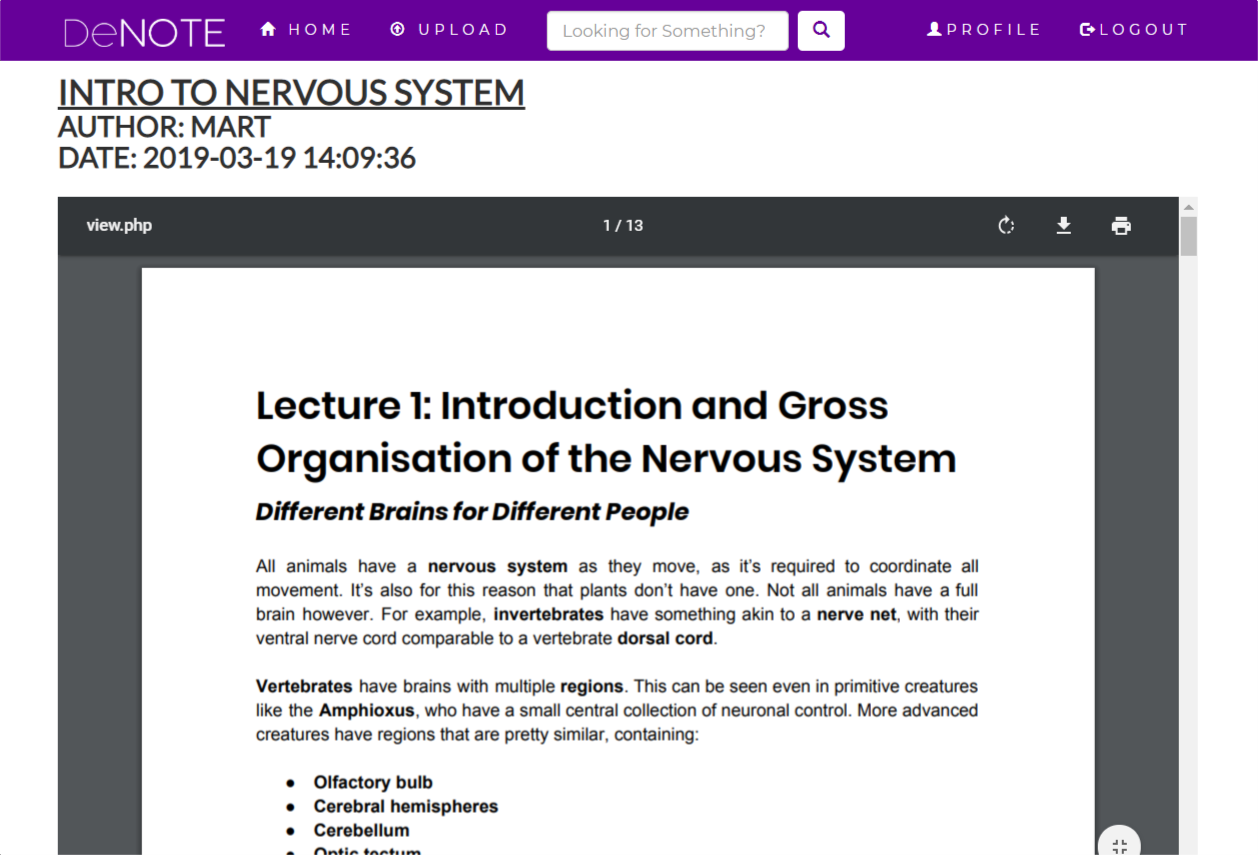 DeNOTE HOME UPLOAD Looking for Something? PROFILE LOGOUT
INTRO TO NERVOUS SYSTEM
AUTHOR: MART
DATE: 2019-03-19 14:09:36
view.php 1 / 13
Lecture 1: Introduction and Gross
Organisation of the Nervous System
Different Brains for Different People
All animals have a nervous system as they move, as it's required to coordinate all
movement. It's also for this reason that plants don't have one. Not all animals have a full
brain however. For example, invertebrates have something akin to a nerve net, with their
ventral nerve cord comparable to a vertebrate dorsal cord.
Vertebrates have brains with multiple regions. This can be seen even in primitive creatures
like the Amphioxus, who have a small central collection of neuronal control. More advanced
creatures have regions that are pretty similar, containing:
● Olfactory bulb
● Cerebral hemispheres
● Cerebellum
● Optic tectum